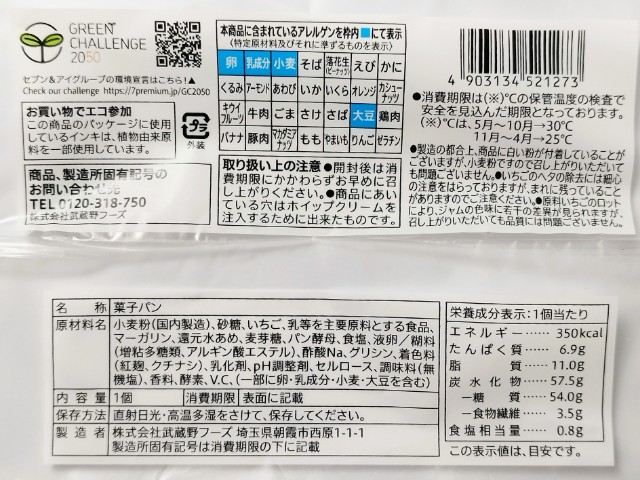 GREEN
CHALLENGE
2050
セブン&アイグループの環境宣言はこちら!▲
Check our challenge https://7premium.jp/GC2050
お買い物でエコ参加
この商品のパッケージに使用
しているインキは、植物由来原
料を一部使用しています。
プラ
外装
商品、製造所固有記号の
お問い合わせ先
TEL 0120-318-750
株式会社武蔵野フーズ
本商品に含まれているアレルゲンを枠内■にて表示
(特定原材料及びそれに準ずるものを表示)
卵 乳成分 小麦 そば 落花生(ピーナッツ) えび かに
くるみ アーモンド あわび いか いくら オレンジ カシューナッツ
キウイフルーツ 牛肉 ごま さけ さば 大豆 鶏肉
バナナ 豚肉 マカダミアナッツ もも やまいも りんご ゼラチン
取り扱い上の注意 ●開封後は消
費期限にかかわらずお早めに召
し上がりください。●商品にあい
ている穴はホイップクリームを
注入するために出来たものです。
4 903134 521273
●消費期限は(※)℃の保管温度の検査で
安全を見込んだ期限となっております。
(※)℃は、5月~10月→30℃
11月~4月→25℃
●製造の都合上、商品に白い粉が付着していることが
ございますが、小麦粉ですので召し上がりいただいて
も問題ございません。●いちごのヘタの除去には細心
の注意をはらっておりますが、まれに残っていること
がありますのでご注意ください。●原料いちごのロット
により、ジャムの色味に若干の差異が見られますが、
召し上がりいただいても品質には問題ございません。
名 称 菓子パン
原材料名 小麦粉(国内製造)、砂糖、いちご、乳等を主要原料とする食品、
マーガリン、還元水あめ、麦芽糖、パン酵母、食塩、液卵/糊料
(増粘多糖類、アルギン酸エステル)、酢酸Na、グリシン、着色料
(紅麹、クチナシ)、乳化剤、pH調整剤、セルロース、調味料(無
機塩)、香料、酵素、V.C、(一部に卵・乳成分・小麦・大豆を含む)
内 容 量 1個 消費期限 表面に記載
保存方法 直射日光・高温多湿をさけて、保存してください。
製 造 者 株式会社武蔵野フーズ 埼玉県朝霞市西原1-1-1
製造所固有記号は消費期限の下に記載
栄養成分表示:1個当たり
エネルギー…… 350kcal
たんぱく質…… 6.9g
脂 質…… 11.0g
炭水化物…… 57.5g
-糖 質…… 54.0g
-食物繊維…… 3.5g
食塩相当量…… 0.8g
この表示値は、目安です。